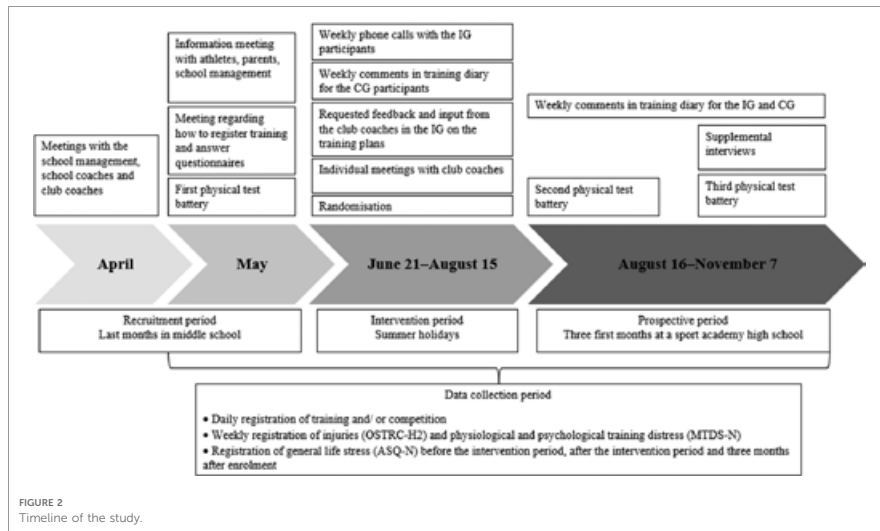 Meetings with the
school management,
school coaches and
club coaches
Information meeting
with athletes, parents,
school management
Meeting regarding
how to register training
and answer
questionnaires
First physical test
battery
Weekly phone calls with the IG
participants
Weekly comments in training diary
for the CG participants
Requested feedback and input from
the club coaches in the IG on the
training plans
Individual meetings with club coaches
Randomisation
Weekly comments in training diary for the IG and CG
Second physical test
battery
Supplemental
interviews
Third physical test
battery
April
May
June 21–August 15
August 16–November 7
Recruitment period
Last months in middle school
Intervention period
Summer holidays
Prospective period
Three first months at a sport academy high school
Data collection period
• Daily registration of training and/ or competition
• Weekly registration of injuries (OSTRC-H2) and physiological and psychological training distress (MTDS-N)
• Registration of general life stress (ASQ-N) before the intervention period, after the intervention period and three months
after enrolment
FIGURE 2
Timeline of the study.